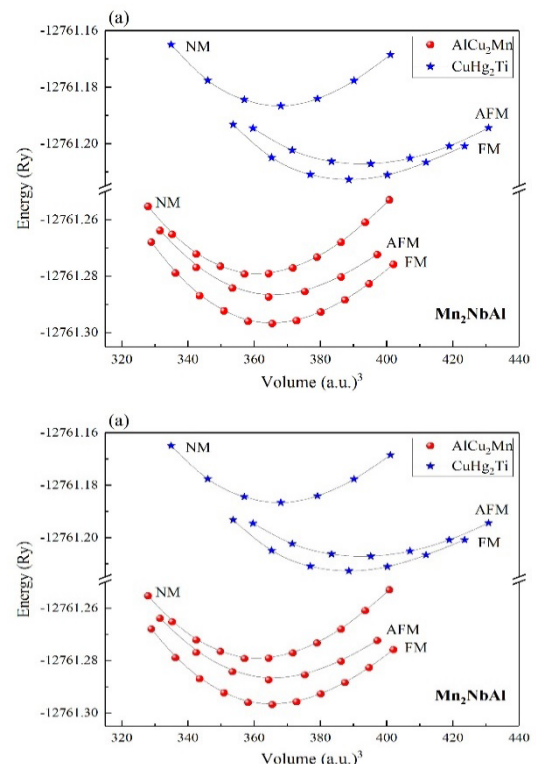 (a)
-12761.16
NM
AlCu₂Mn
CuHg₂Ti
-12761.18
-12761.20
AFM
FM
Energy (Ry)
-12761.26
NM
-12761.28
AFM
FM
-12761.30
Mn₂NbAl
320 340 360 380 400 420 440
Volume (a.u.)³
(a)
-12761.16
NM
AlCu₂Mn
CuHg₂Ti
-12761.18
-12761.20
AFM
FM
Energy (Ry)
-12761.26
NM
-12761.28
AFM
FM
-12761.30
Mn₂NbAl
320 340 360 380 400 420 440
Volume (a.u.)³